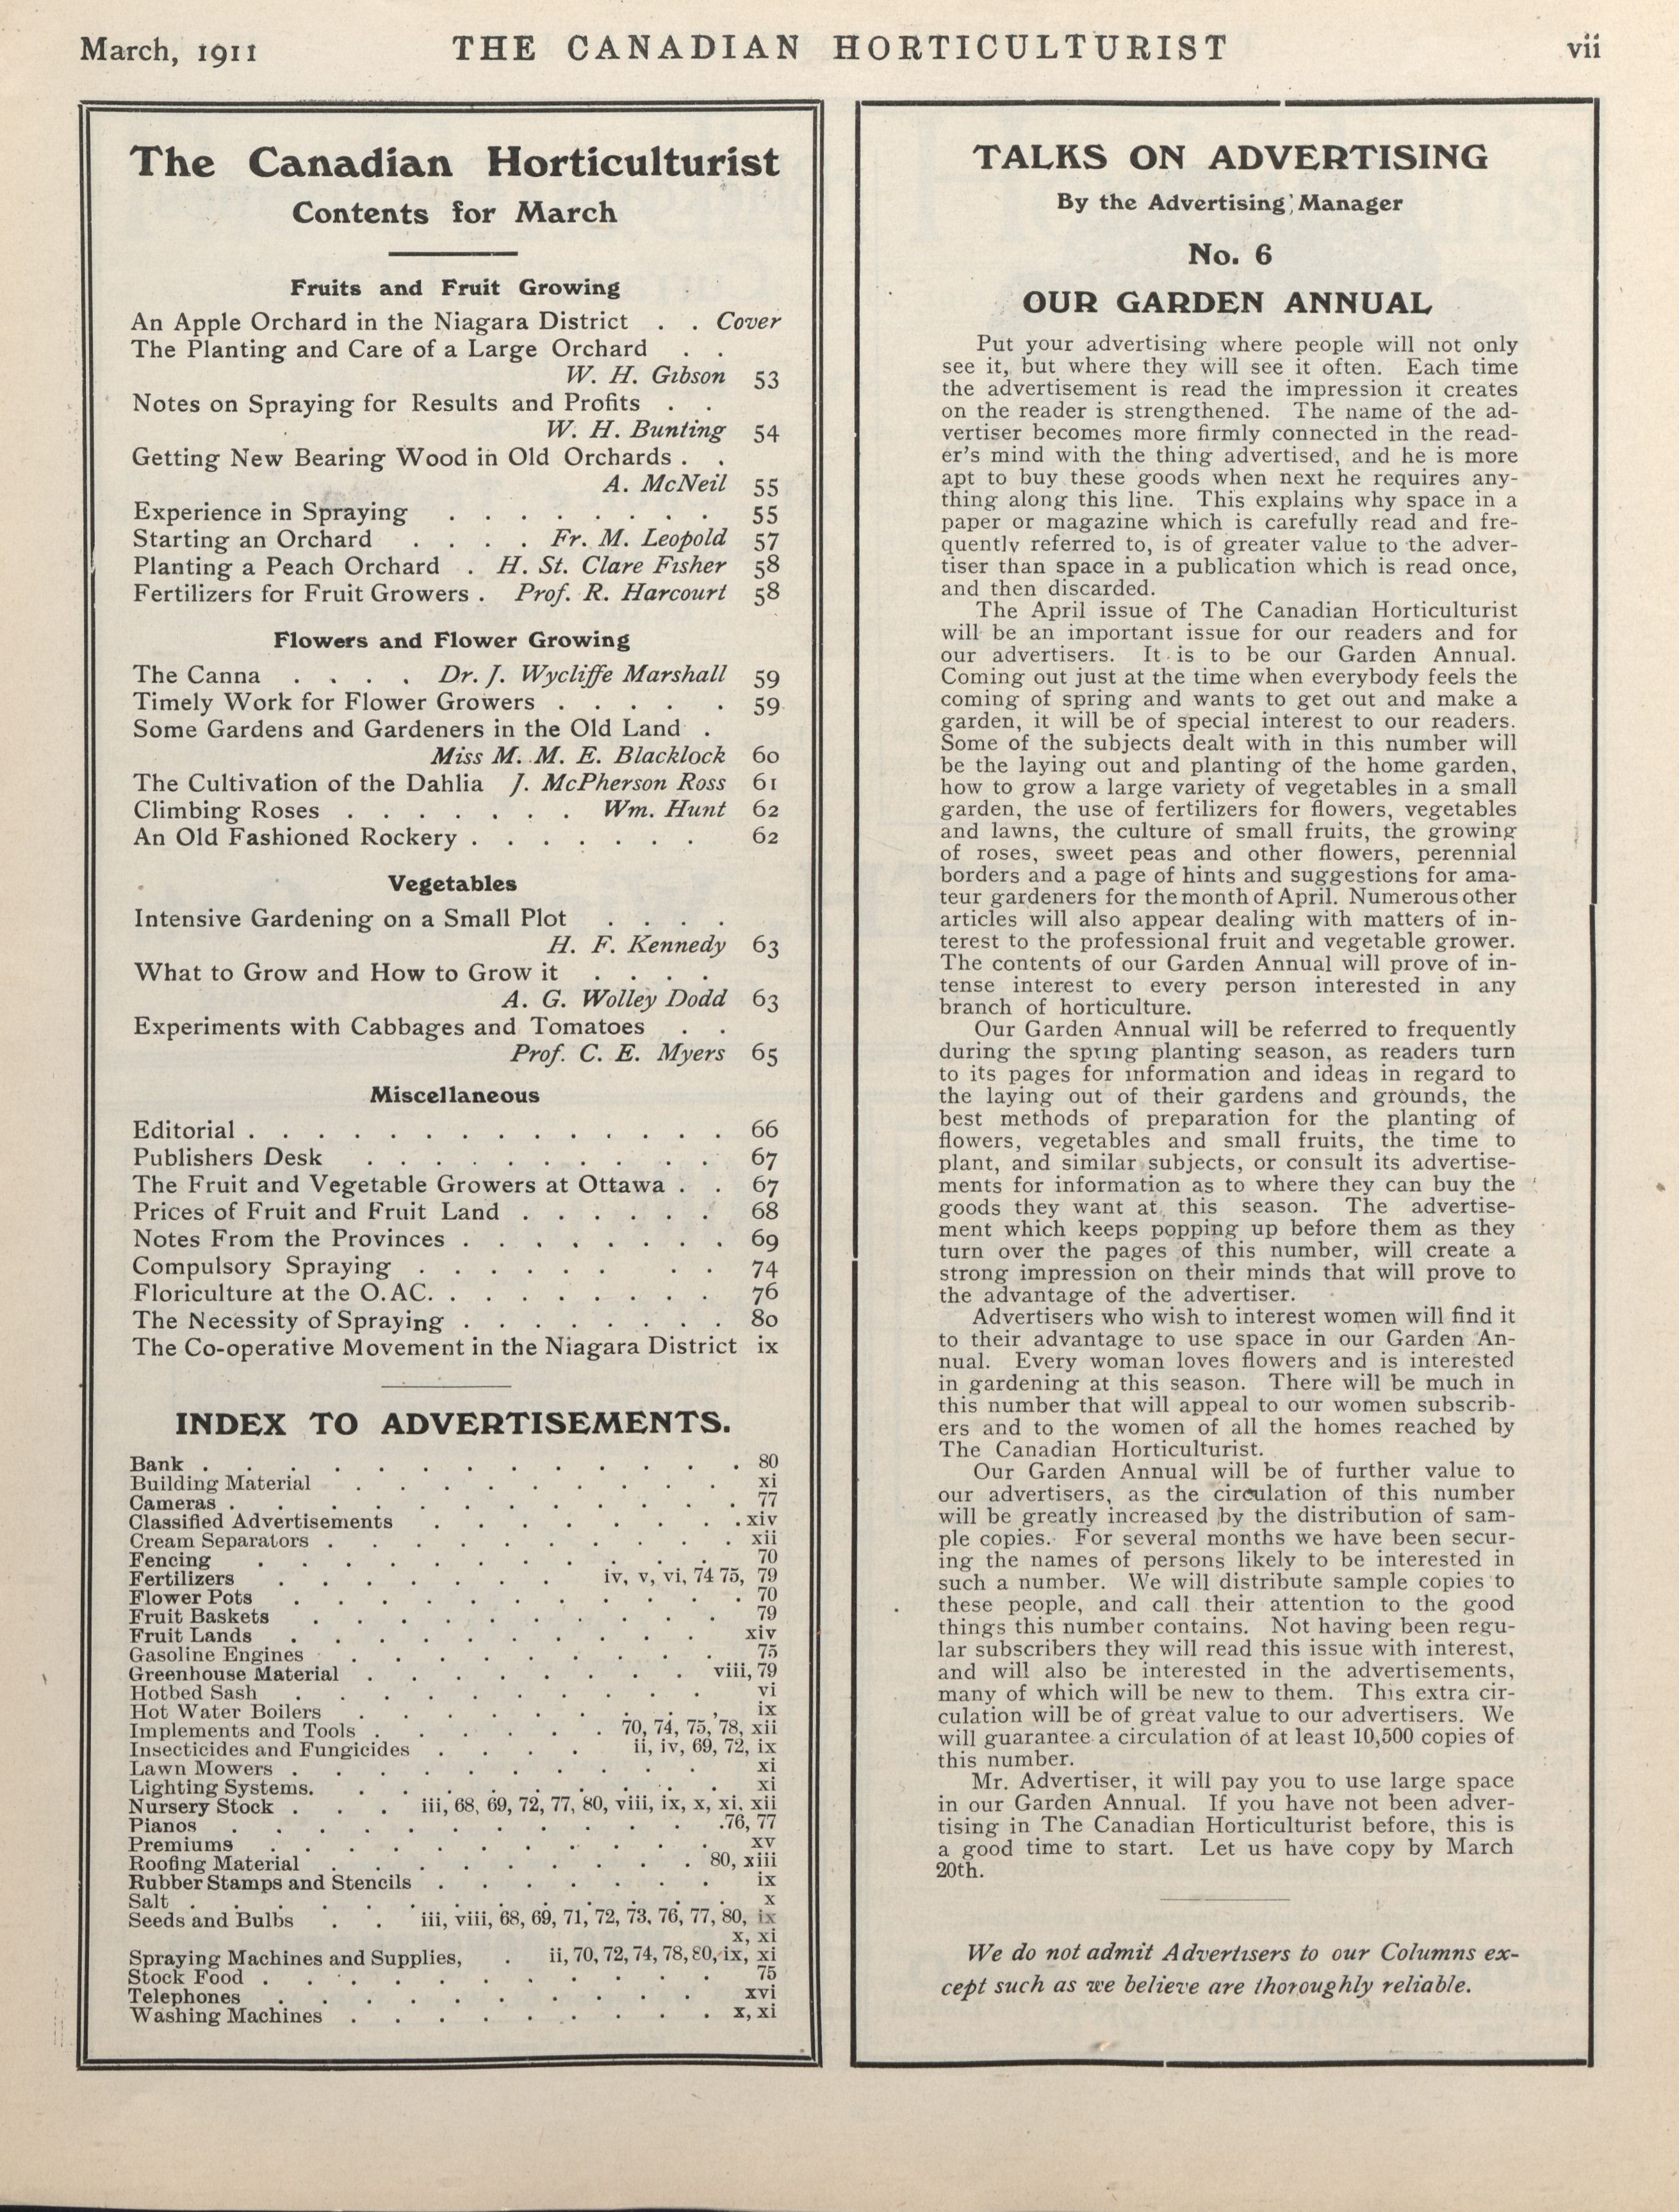 March, 1911 THE CANADIAN HORTICULTURIST vii
The Canadian Horticulturist
Contents for March
Fruits and Fruit Growing
An Apple Orchard in the Niagara District . . Cover
The Planting and Care of a Large Orchard . .
W. H. Gibson 53
Notes on Spraying for Results and Profits . .
W. H. Bunting 54
Getting New Bearing Wood in Old Orchards . .
A. McNeil 55
Experience in Spraying . . . . . . . . 55
Starting an Orchard . . . . Fr. M. Leopold 57
Planting a Peach Orchard . H. St. Clare Fisher 58
Fertilizers for Fruit Growers . Prof. R. Harcourt 58
Flowers and Flower Growing
The Canna . . . . Dr. J. Wycliffe Marshall 59
Timely Work for Flower Growers . . . . . 59
Some Gardens and Gardeners in the Old Land .
Miss M. M. E. Blacklock 60
The Cultivation of the Dahlia J. McPherson Ross 61
Climbing Roses . . . . . . . Wm. Hunt 62
An Old Fashioned Rockery . . . . . . . 62
Vegetables
Intensive Gardening on a Small Plot . . . .
H. F. Kennedy 63
What to Grow and How to Grow it . . . .
A. G. Wolley Dodd 63
Experiments with Cabbages and Tomatoes . .
Prof. C. E. Myers 65
Miscellaneous
Editorial . . . . . . . . . . . . . . 66
Publishers Desk . . . . . . . . . . 67
The Fruit and Vegetable Growers at Ottawa . . 67
Prices of Fruit and Fruit Land . . . . . . 68
Notes From the Provinces . . . . . . . . 69
Compulsory Spraying . . . . . . . . 74
Floriculture at the O.AC. . . . . . . . . 76
The Necessity of Spraying . . . . . . . . 80
The Co-operative Movement in the Niagara District ix
INDEX TO ADVERTISEMENTS.
Bank . . . . . . . . . . . . . 80
Building Material . . . . . . . . . xi
Cameras . . . . . . . . . . . . 77
Classified Advertisements . . . . . . . . xiv
Cream Separators . . . . . . . . . . xii
Fencing . . . . . . . . . . . 70
Fertilizers . . . . . . . iv, v, vi, 74 75, 79
Flower Pots . . . . . . . . . . . 70
Fruit Baskets . . . . . . . . . . 79
Fruit Lands . . . . . . . . . . xiv
Gasoline Engines . . . . . . . . . 75
Greenhouse Material . . . . . . . . viii, 79
Hotbed Sash . . . . . . . . . . vi
Hot Water Boilers . . . . . . . . . ix
Implements and Tools . . . . . . 70, 74, 75, 78, xii
Insecticides and Fungicides . . . . ii, iv, 69, 72, ix
Lawn Mowers . . . . . . . . . . xi
Lighting Systems. . . . . . . . . . xi
Nursery Stock . . . iii, 68, 69, 72, 77, 80, viii, ix, x, xi, xii
Pianos . . . . . . . . . . . .76, 77
Premiums . . . . . . . . . . . xv
Roofing Material . . . . . . . . . 80, xiii
Rubber Stamps and Stencils . . . . . . . ix
Salt . . . . . . . . . . . . . x
Seeds and Bulbs . . iii, viii, 68, 69, 71, 72, 73, 76, 77, 80, ix
x, xi
Spraying Machines and Supplies, . ii, 70, 72, 74, 78, 80, ix, xi
Stock Food . . . . . . . . . . . 75
Telephones . . . . . . . . . . xvi
Washing Machines . . . . . . . . . x, xi
TALKS ON ADVERTISING
By the Advertising Manager
No. 6
OUR GARDEN ANNUAL
Put your advertising where people will not only
see it, but where they will see it often. Each time
the advertisement is read the impression it creates
on the reader is strengthened. The name of the ad-
vertiser becomes more firmly connected in the read-
er's mind with the thing advertised, and he is more
apt to buy these goods when next he requires any-
thing along this line. This explains why space in a
paper or magazine which is carefully read and fre-
quently referred to, is of greater value to the adver-
tiser than space in a publication which is read once,
and then discarded.
The April issue of The Canadian Horticulturist
will be an important issue for our readers and for
our advertisers. It is to be our Garden Annual.
Coming out just at the time when everybody feels the
coming of spring and wants to get out and make a
garden, it will be of special interest to our readers.
Some of the subjects dealt with in this number will
be the laying out and planting of the home garden,
how to grow a large variety of vegetables in a small
garden, the use of fertilizers for flowers, vegetables
and lawns, the culture of small fruits, the growing
of roses, sweet peas and other flowers, perennial
borders and a page of hints and suggestions for ama-
teur gardeners for the month of April. Numerous other
articles will also appear dealing with matters of in-
terest to the professional fruit and vegetable grower.
The contents of our Garden Annual will prove of in-
tense interest to every person interested in any
branch of horticulture.
Our Garden Annual will be referred to frequently
during the spring planting season, as readers turn
to its pages for information and ideas in regard to
the laying out of their gardens and grounds, the
best methods of preparation for the planting of
flowers, vegetables and small fruits, the time to
plant, and similar subjects, or consult its advertise-
ments for information as to where they can buy the
goods they want at this season. The advertise-
ment which keeps popping up before them as they
turn over the pages of this number, will create a
strong impression on their minds that will prove to
the advantage of the advertiser.
Advertisers who wish to interest women will find it
to their advantage to use space in our Garden An-
nual. Every woman loves flowers and is interested
in gardening at this season. There will be much in
this number that will appeal to our women subscrib-
ers and to the women of all the homes reached by
The Canadian Horticulturist.
Our Garden Annual will be of further value to
our advertisers, as the circulation of this number
will be greatly increased by the distribution of sam-
ple copies. For several months we have been secur-
ing the names of persons likely to be interested in
such a number. We will distribute sample copies to
these people, and call their attention to the good
things this number contains. Not having been regu-
lar subscribers they will read this issue with interest,
and will also be interested in the advertisements,
many of which will be new to them. This extra cir-
culation will be of great value to our advertisers. We
will guarantee a circulation of at least 10,500 copies of
this number.
Mr. Advertiser, it will pay you to use large space
in our Garden Annual. If you have not been adver-
tising in The Canadian Horticulturist before, this is
a good time to start. Let us have copy by March
20th.
We do not admit Advertisers to our Columns ex-
cept such as we believe are thoroughly reliable.